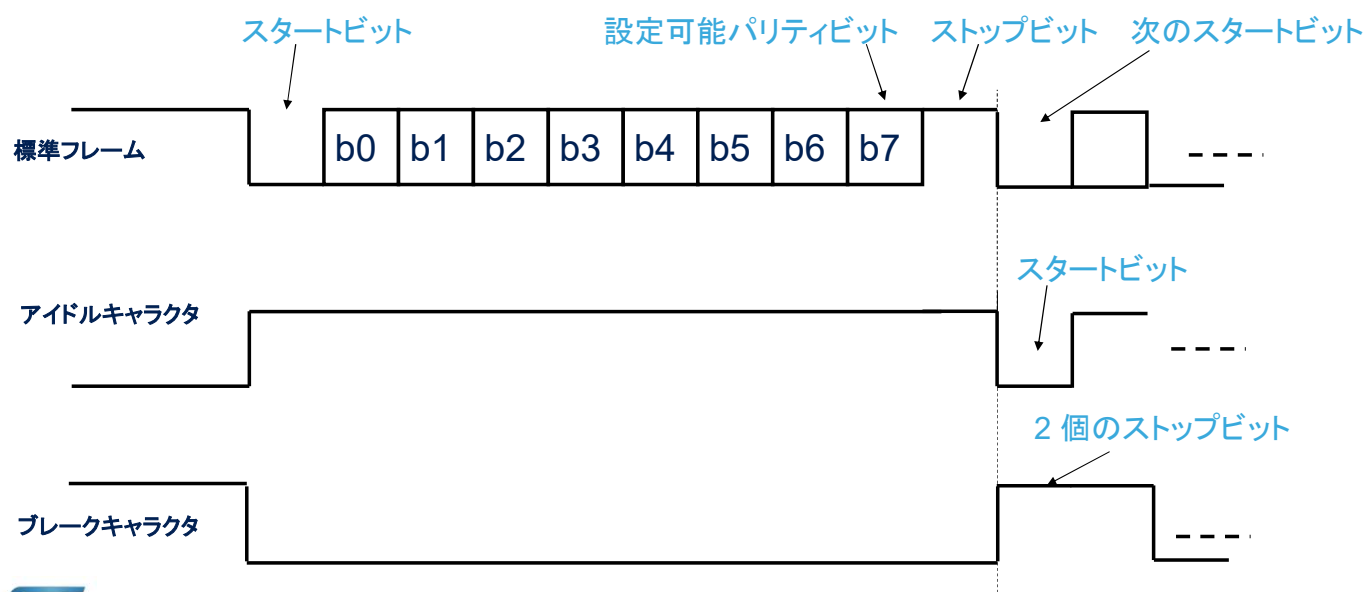 スタートビット
設定可能パリティビット
ストップビット
次のスタートビット
標準フレーム
b0 b1 b2 b3 b4 b5 b6 b7
スタートビット
アイドルキャラクタ
2 個のストップビット
ブレークキャラクタ